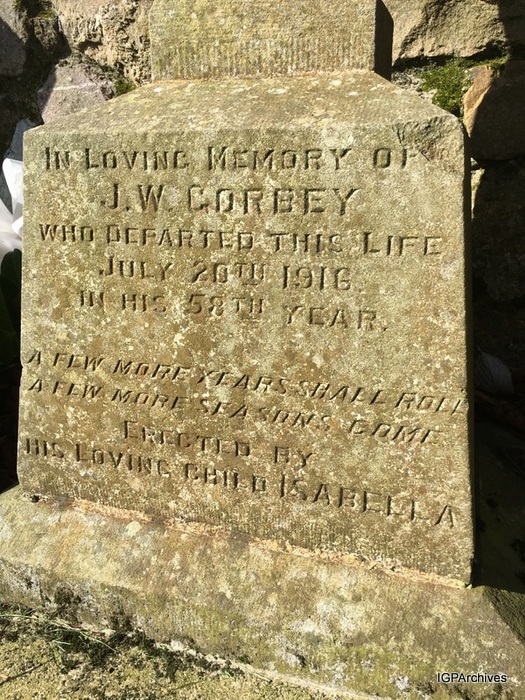 In Loving Memory of
J.W. Corbey
who departed this Life
July 20th 1916.
in his 58th year.
A few more years shall roll
A few more seasons come
Erected by
his Loving Child Isabella
IGPArchives